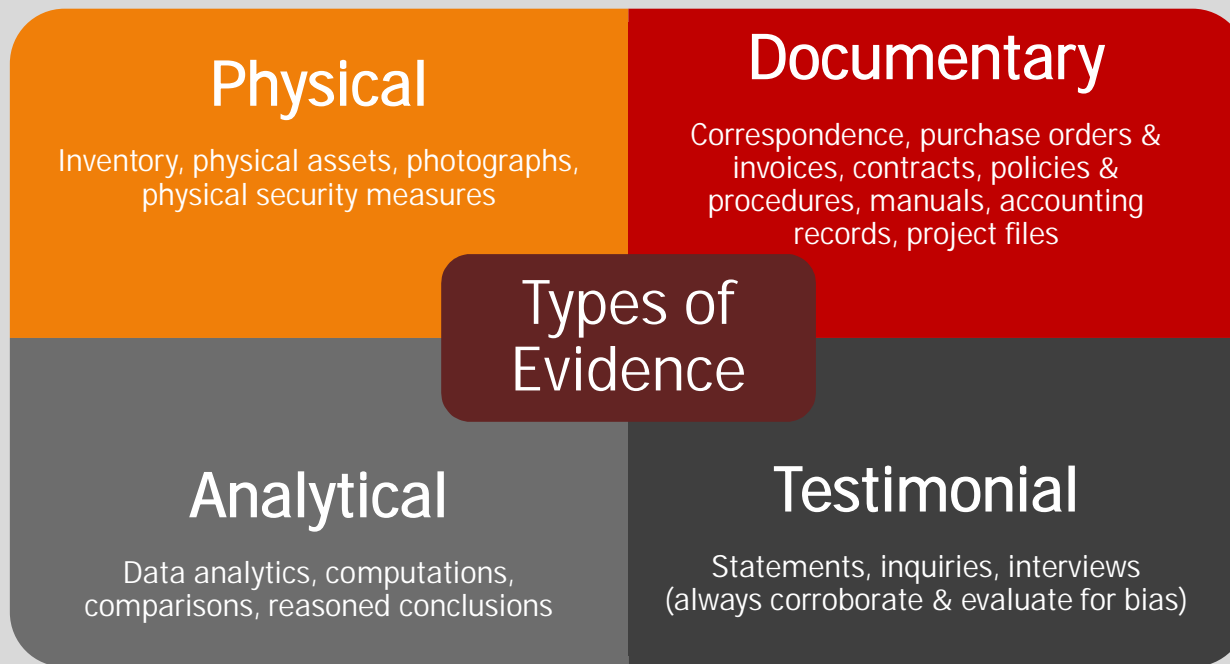 Physical
Inventory, physical assets, photographs,
physical security measures
Documentary
Correspondence, purchase orders &
invoices, contracts, policies &
procedures, manuals, accounting
records, project files
Types of
Evidence
Analytical
Data analytics, computations,
comparisons, reasoned conclusions
Testimonial
Statements, inquiries, interviews
(always corroborate & evaluate for bias)